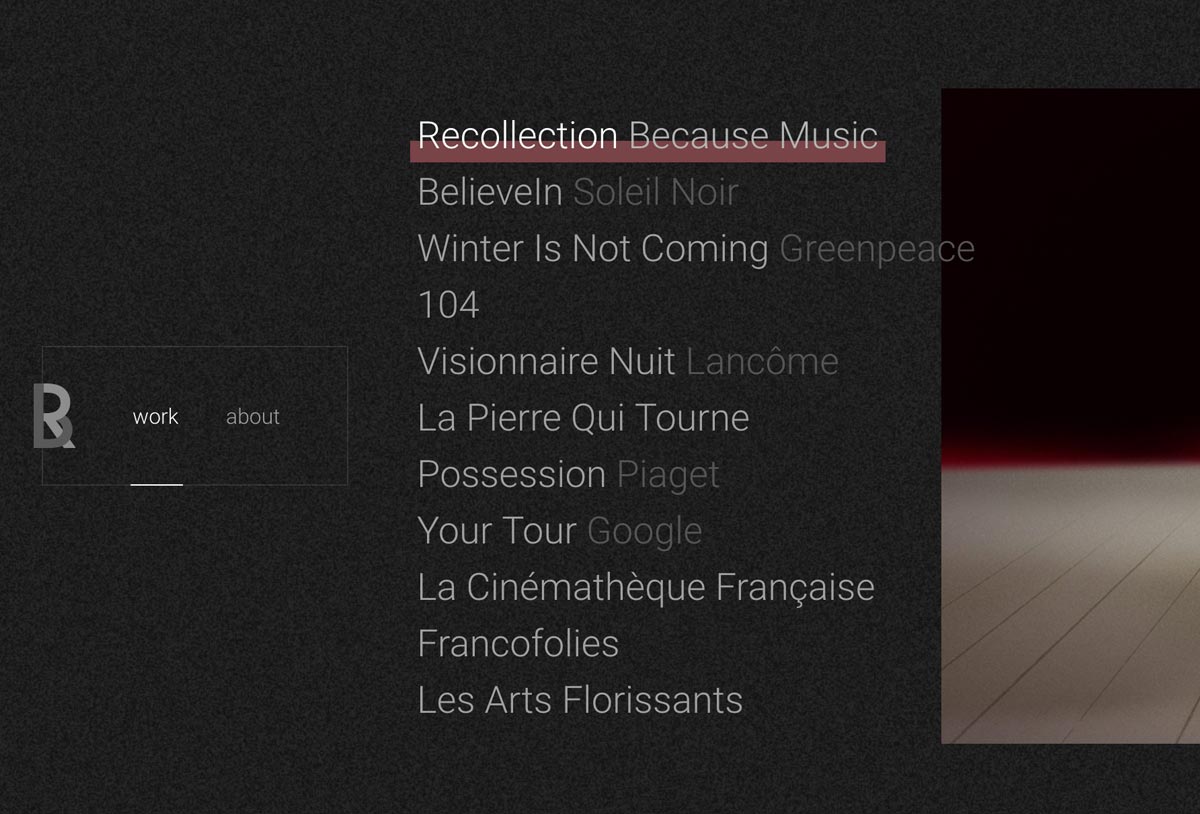 Recollection Because Music
BelieveIn Soleil Noir
Winter Is Not Coming Greenpeace
104
Visionnaire Nuit Lancôme
La Pierre Qui Tourne
Possession Piaget
Your Tour Google
La Cinémathèque Française
Francofolies
Les Arts Florissants
work about